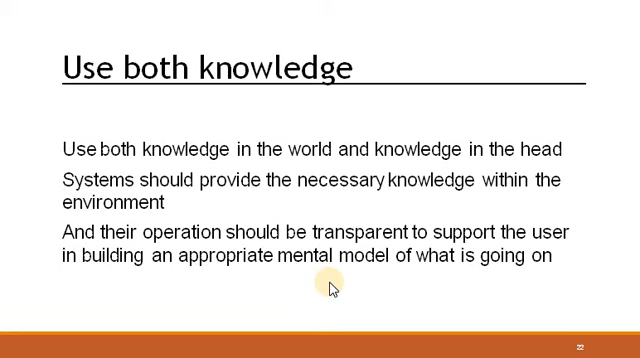 Use both knowledge
Use both knowledge in the world and knowledge in the head
Systems should provide the necessary knowledge within the
environment
And their operation should be transparent to support the user
in building an appropriate mental model of what is going on
22